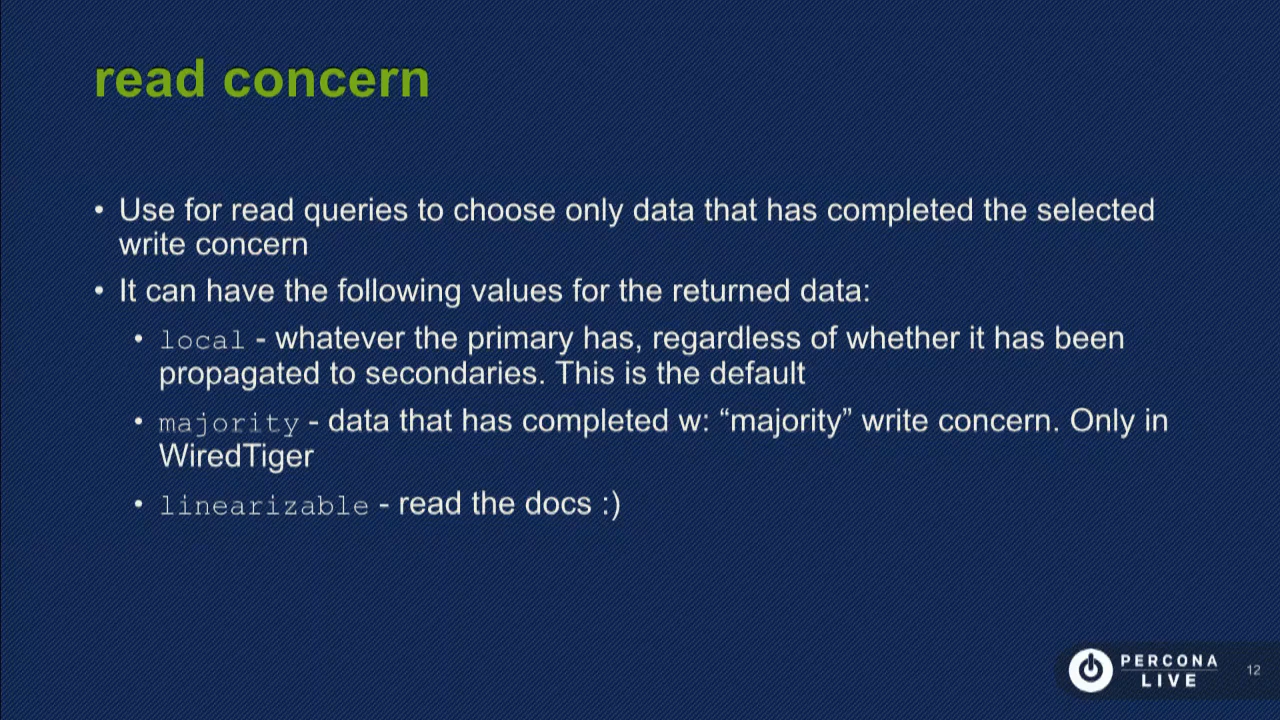 read concern
• Use for read queries to choose only data that has completed the selected
write concern
• It can have the following values for the returned data:
• local - whatever the primary has, regardless of whether it has been
propagated to secondaries. This is the default
• majority - data that has completed w: “majority” write concern. Only in
WiredTiger
• linearizable - read the docs :)
PERCONA
LIVE
12